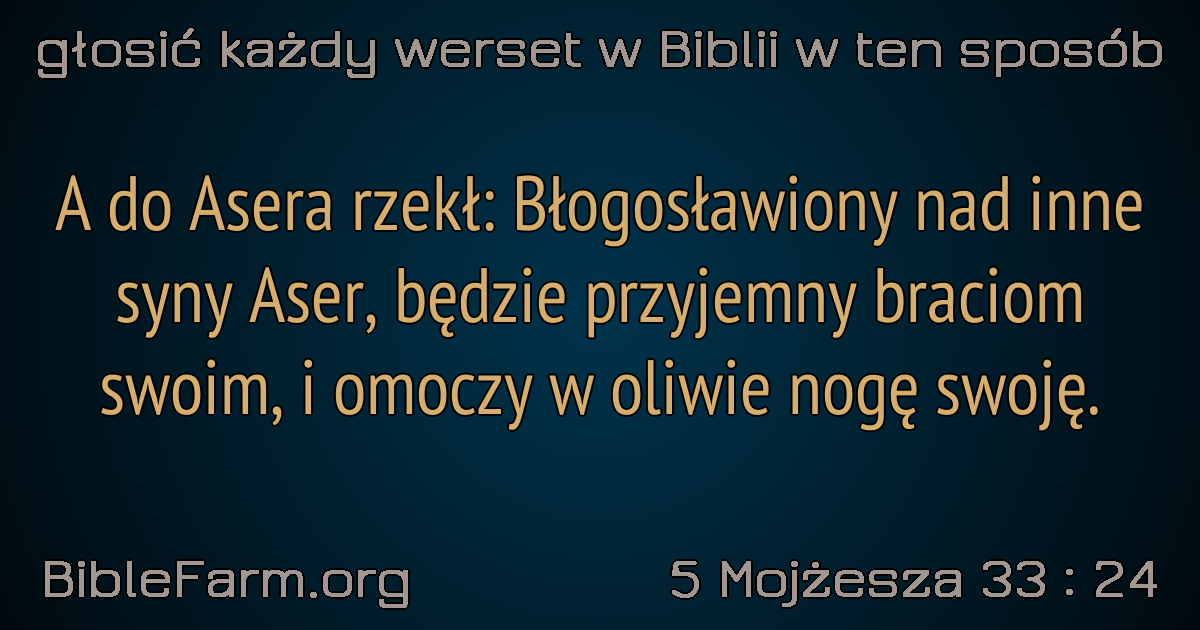 głosić każdy werset w Biblii w ten sposób
A do Asera rzekł: Błogosławiony nad inne
syny Aser, będzie przyjemny braciom
swoim, i omoczy w oliwie nogę swoję.
BibleFarm.org
5 Mojżesza 33 : 24